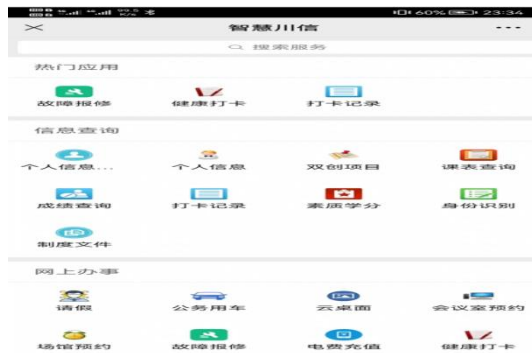 99.5 K/s 60% 23:34
智慧川信
搜索服务
热门应用
故障报修 健康打卡 打卡记录
信息查询
个人信息... 个人信息 双创项目 课表查询
成绩查询 打卡记录 素质学分 身份识别
制度文件
网上办事
请假 公务用车 云桌面 会议室预约
场馆预约 故障报修 电费充值 健康打卡